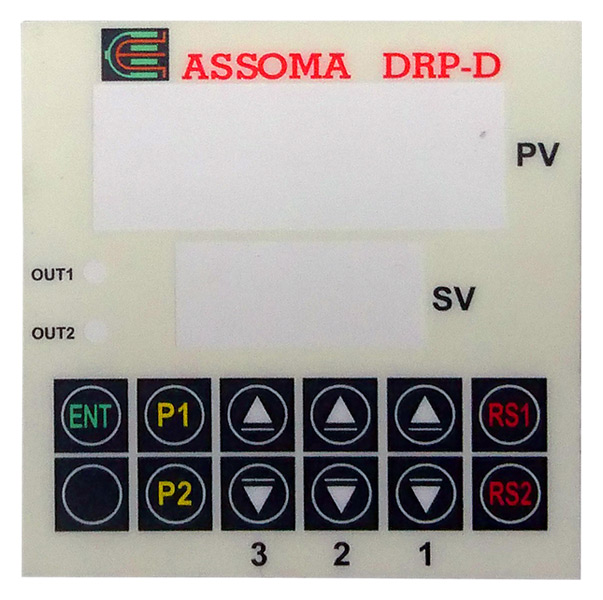 ASSOMA DRP-D
PV
OUT1
SV
OUT2
ENT P1 RS1
P2 RS2
3 2 1